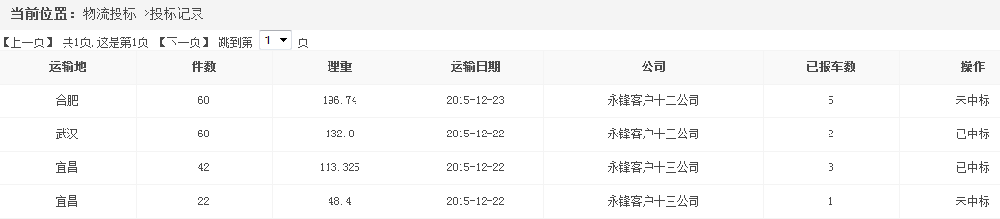 当前位置：物流投标 >投标记录
【上一页】 共1页,这是第1页 【下一页】 跳到第 1 页
运输地 件数 理重 运输日期 公司 已报车数 操作
合肥 60 196.74 2015-12-23 永锋客户十二公司 5 未中标
武汉 60 132.0 2015-12-22 永锋客户十三公司 2 已中标
宜昌 42 113.325 2015-12-22 永锋客户十三公司 3 已中标
宜昌 22 48.4 2015-12-22 永锋客户十三公司 1 未中标